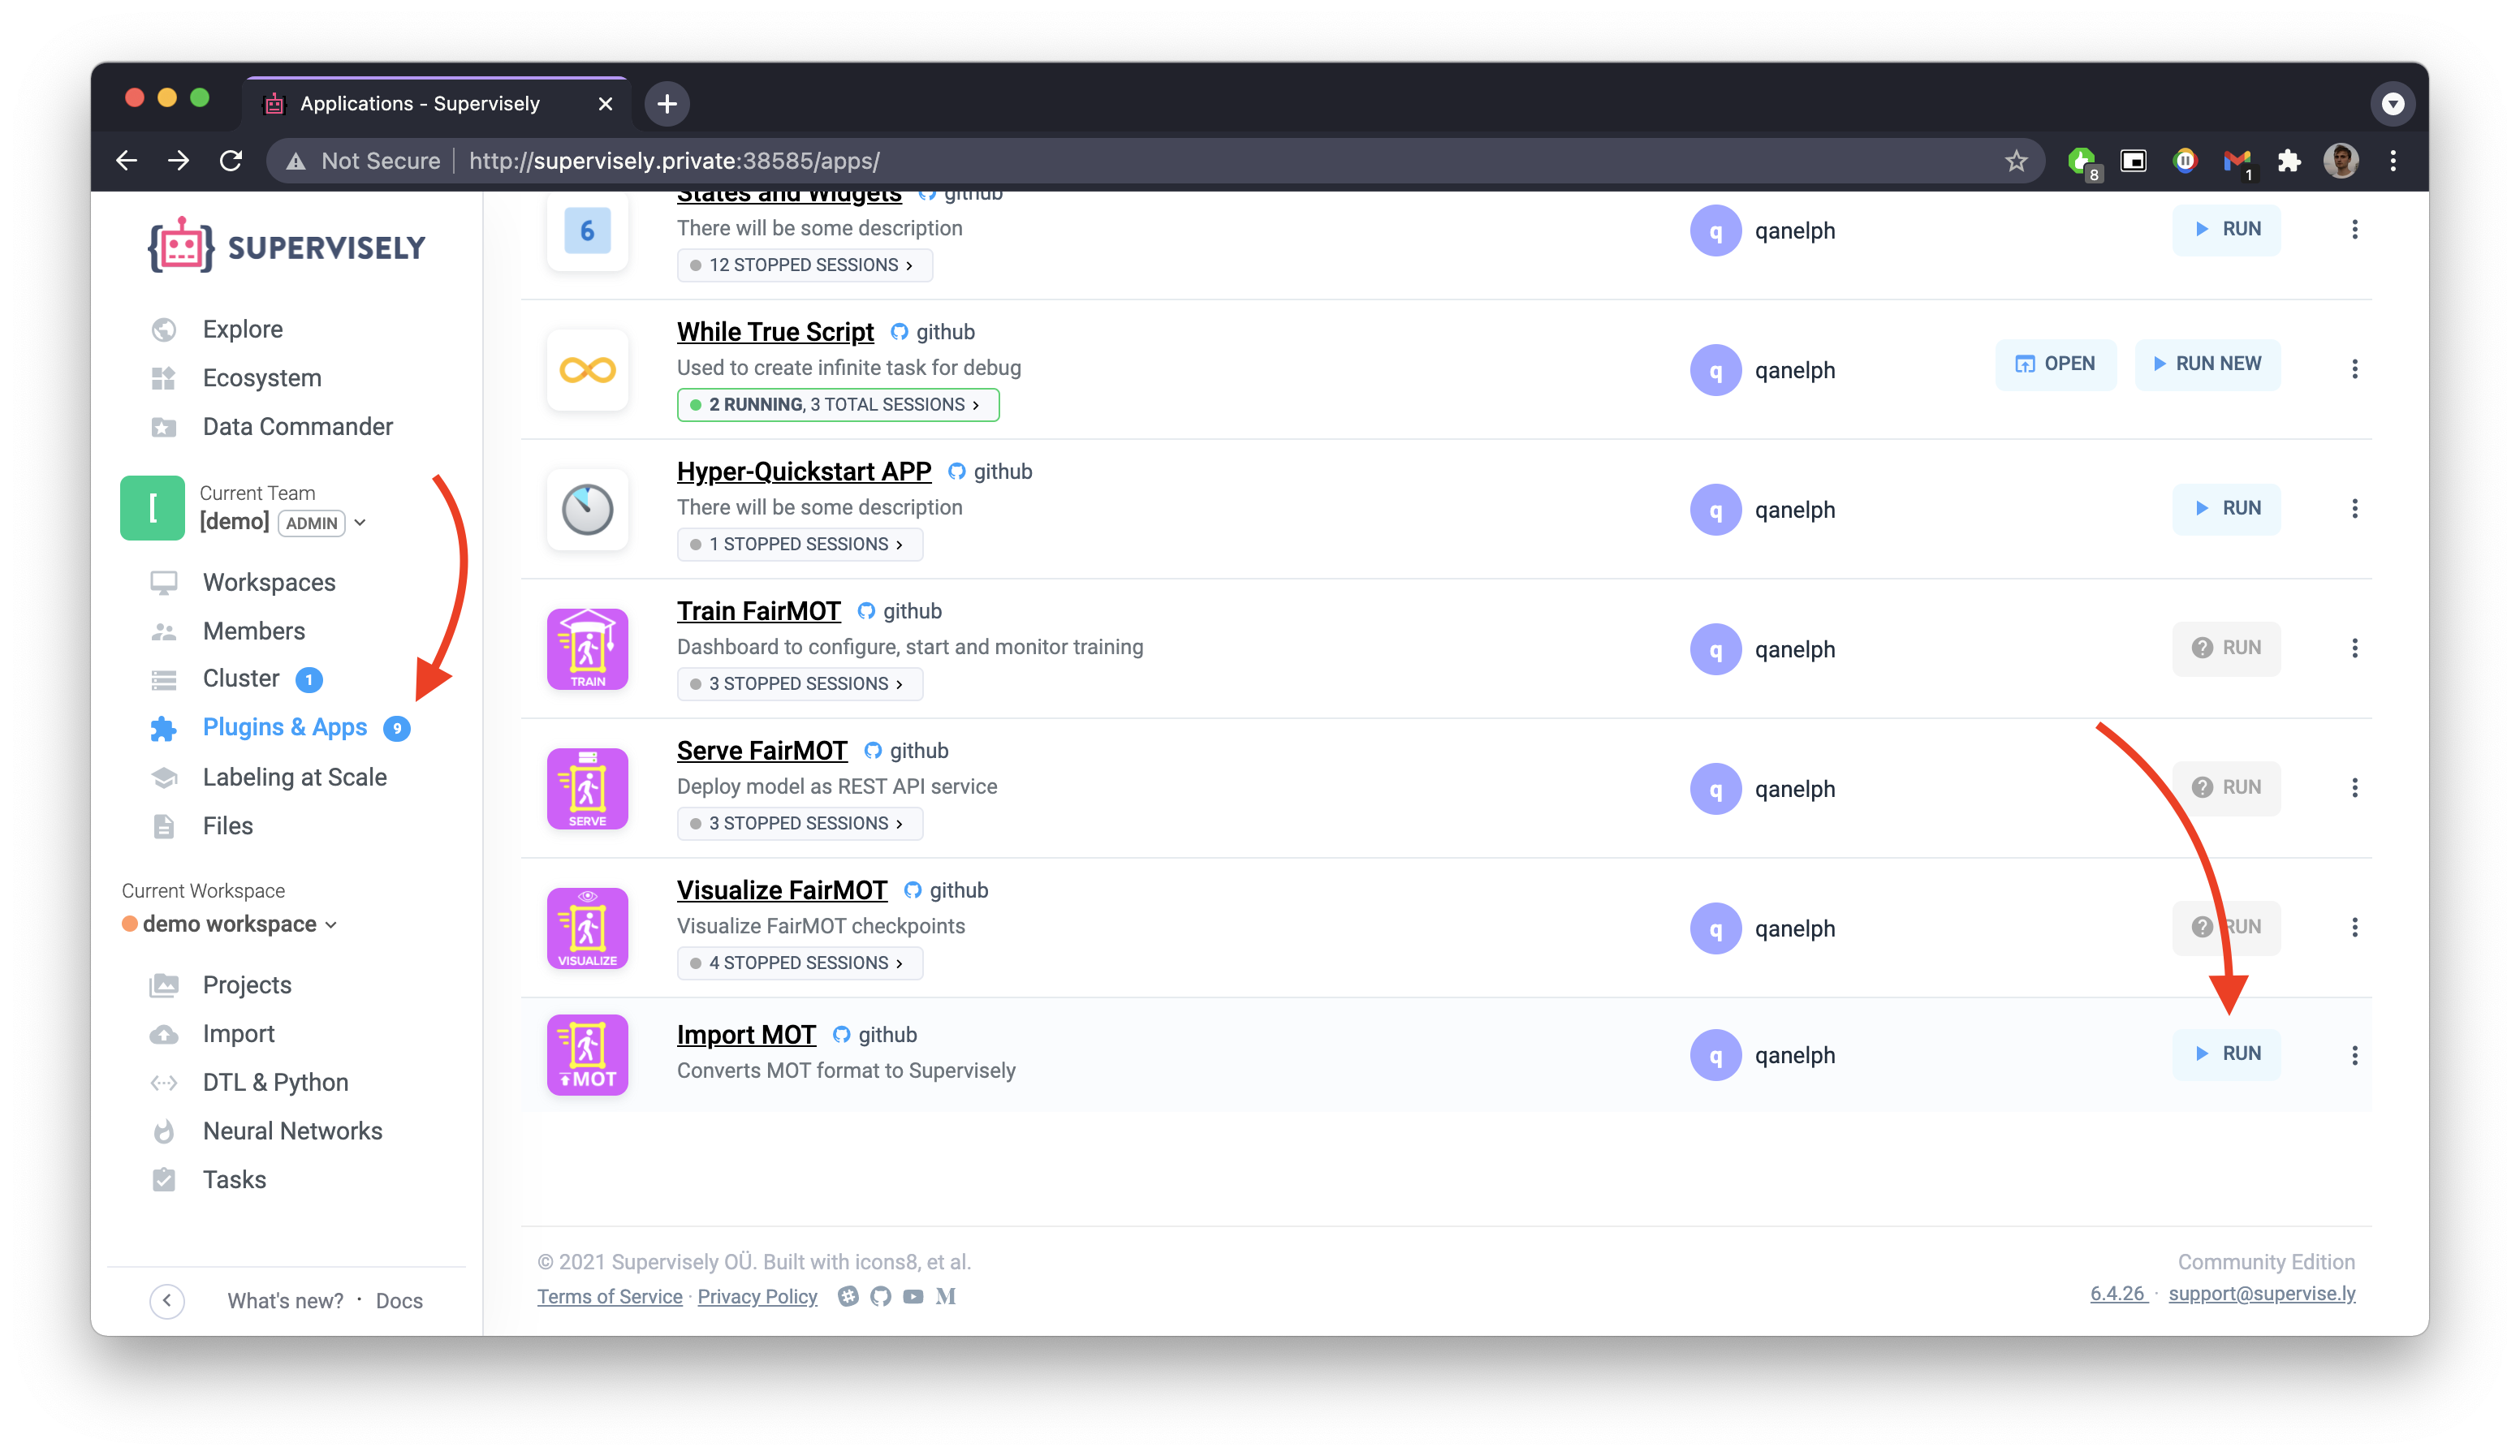 Applications - Supervisely
Not Secure
http://supervisely.private:38585/apps/
8
1
SUPERVISELY
Explore
Ecosystem
Data Commander
[
Current Team
[demo] ADMIN
Workspaces
Members
Cluster 1
Plugins & Apps 9
Labeling at Scale
Files
Current Workspace
demo workspace
Projects
Import
DTL & Python
Neural Networks
Tasks
What's new? · Docs
6
States and Widgets github
There will be some description
12 STOPPED SESSIONS
q qanelph
RUN
While True Script github
Used to create infinite task for debug
2 RUNNING, 3 TOTAL SESSIONS
q qanelph
OPEN
RUN NEW
Hyper-Quickstart APP github
There will be some description
1 STOPPED SESSIONS
q qanelph
RUN
TRAIN
Train FairMOT github
Dashboard to configure, start and monitor training
3 STOPPED SESSIONS
q qanelph
? RUN
SERVE
Serve FairMOT github
Deploy model as REST API service
3 STOPPED SESSIONS
q qanelph
? RUN
VISUALIZE
Visualize FairMOT github
Visualize FairMOT checkpoints
4 STOPPED SESSIONS
q qanelph
? RUN
MOT
Import MOT github
Converts MOT format to Supervisely
q qanelph
RUN
© 2021 Supervisely OÜ. Built with icons8, et al.
Terms of Service · Privacy Policy
Community Edition
6.4.26 · support@supervise.ly